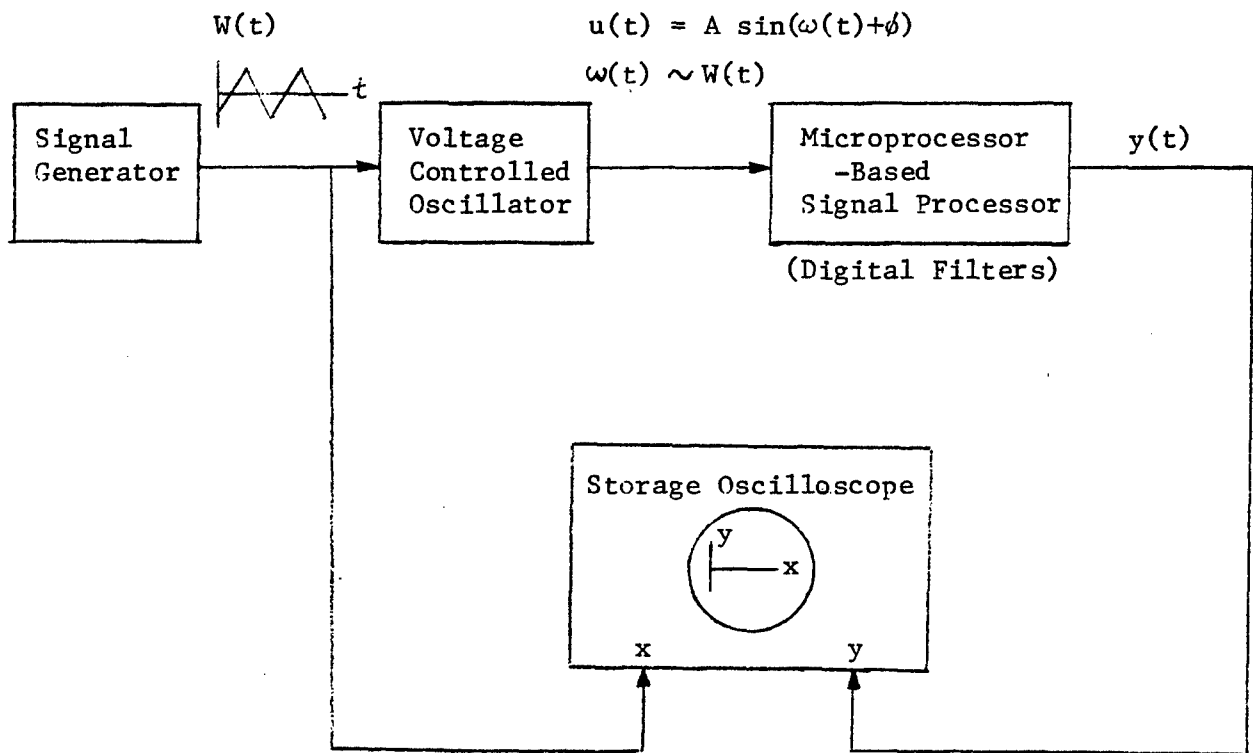 W(t)
u(t) = A sin(ω(t)+φ)
ω(t) ~ W(t)
t
Signal
Generator
Voltage
Controlled
Oscillator
Microprocessor
-Based
Signal Processor
y(t)
(Digital Filters)
Storage Oscilloscope
y
x
x
y